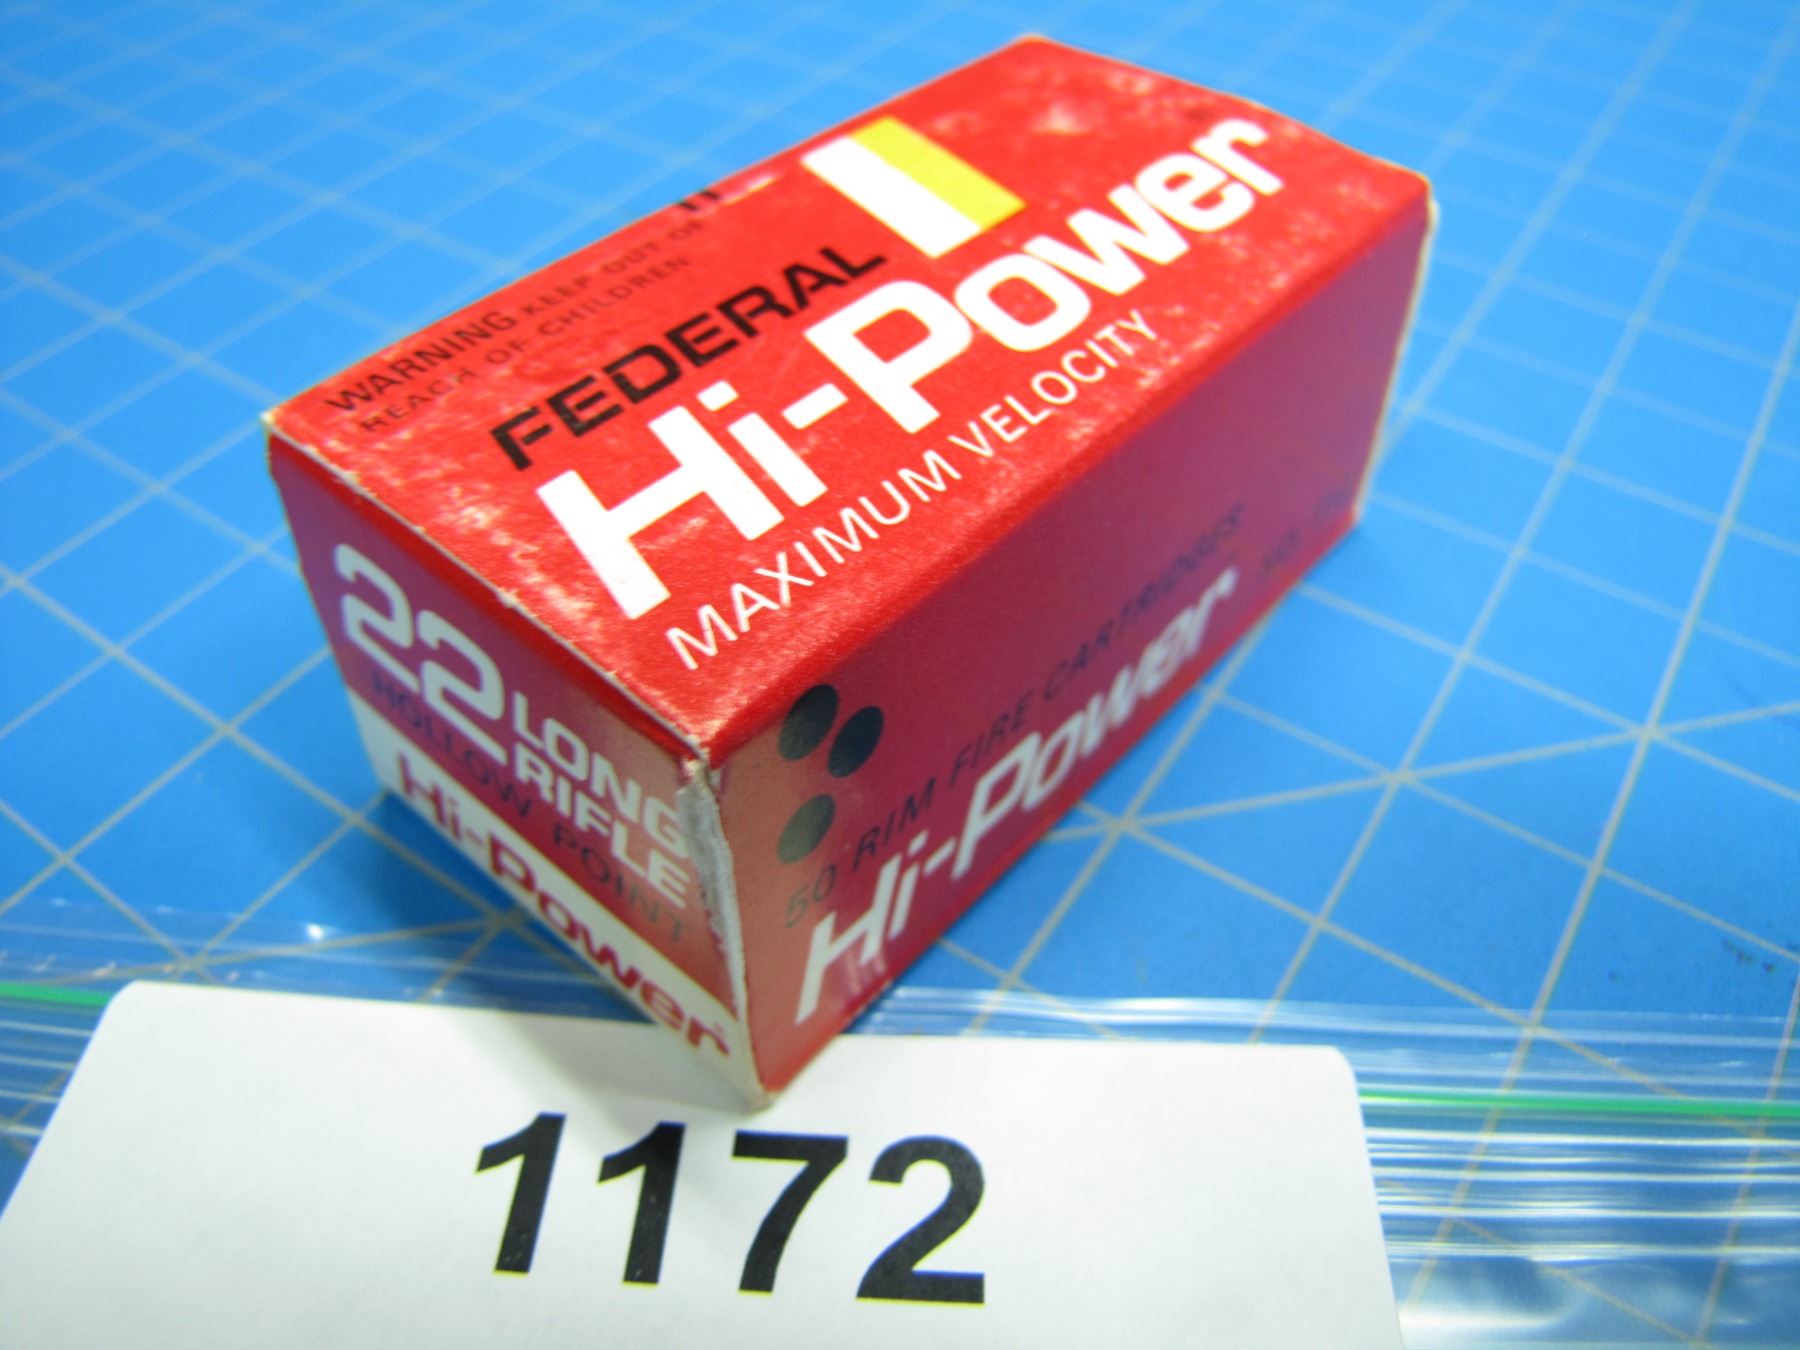 WARNING KEEP OUT OF
REACH OF CHILDREN
FEDERAL
Hi-Power
MAXIMUM VELOCITY
22 LONG
RIFLE
HOLLOW POINT
Hi-Power
50 RIM FIRE CARTRIDGES
Hi-Power
1172